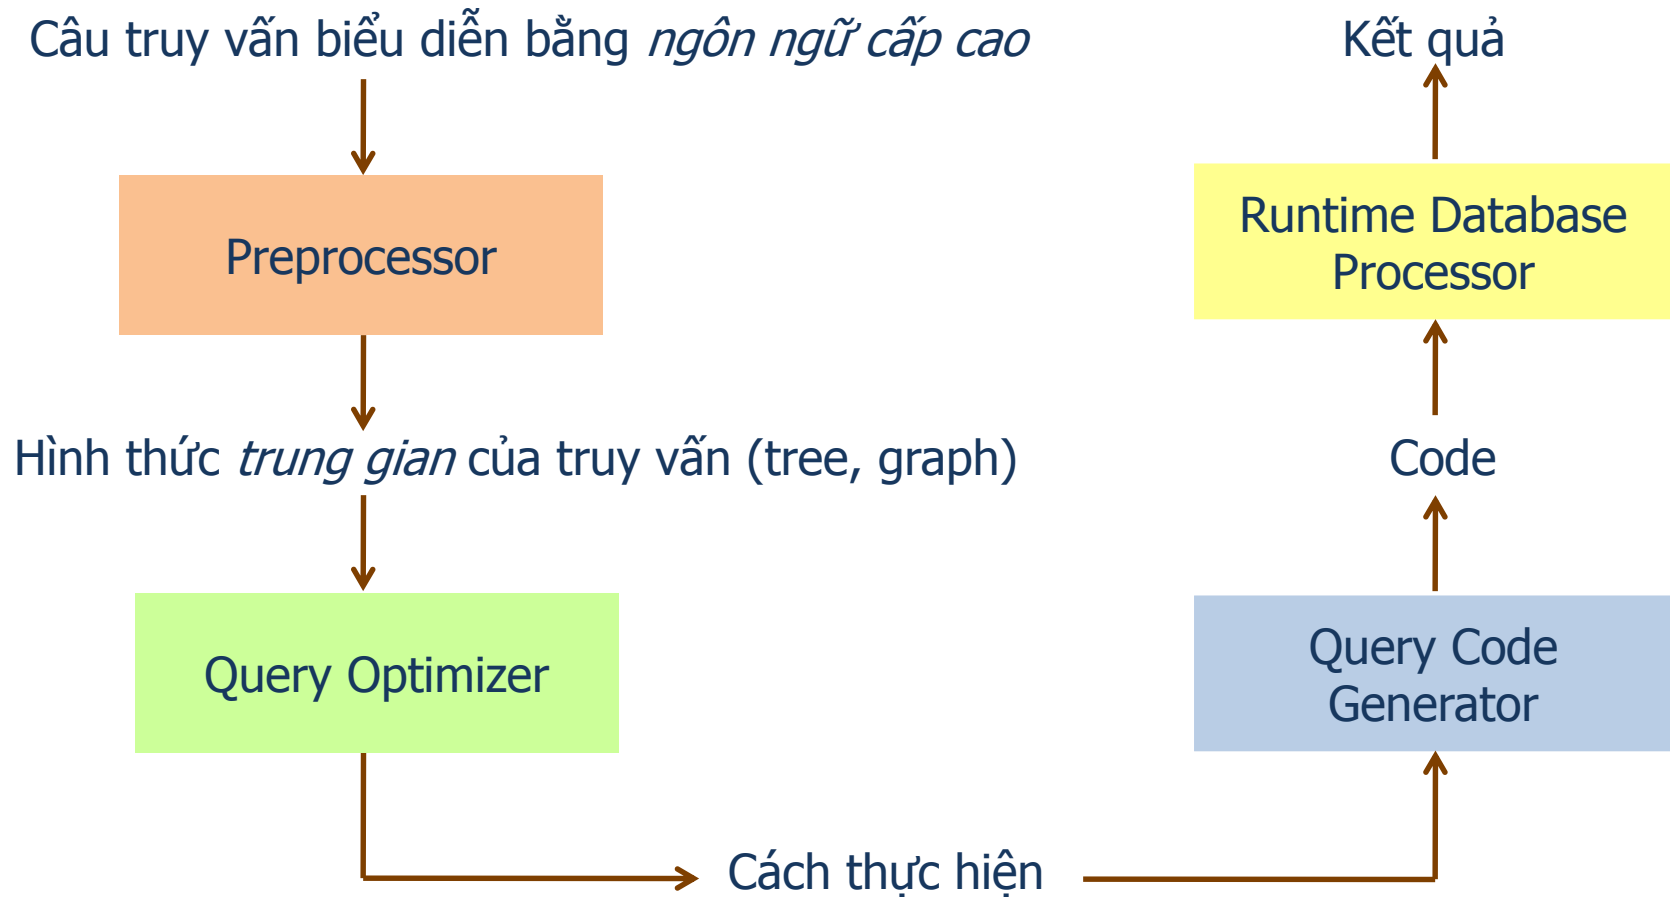 Câu truy vấn biểu diễn bằng ngôn ngữ cấp cao
Preprocessor
Hình thức trung gian của truy vấn (tree, graph)
Query Optimizer
Cách thực hiện
Query Code
Generator
Code
Runtime Database
Processor
Kết quả